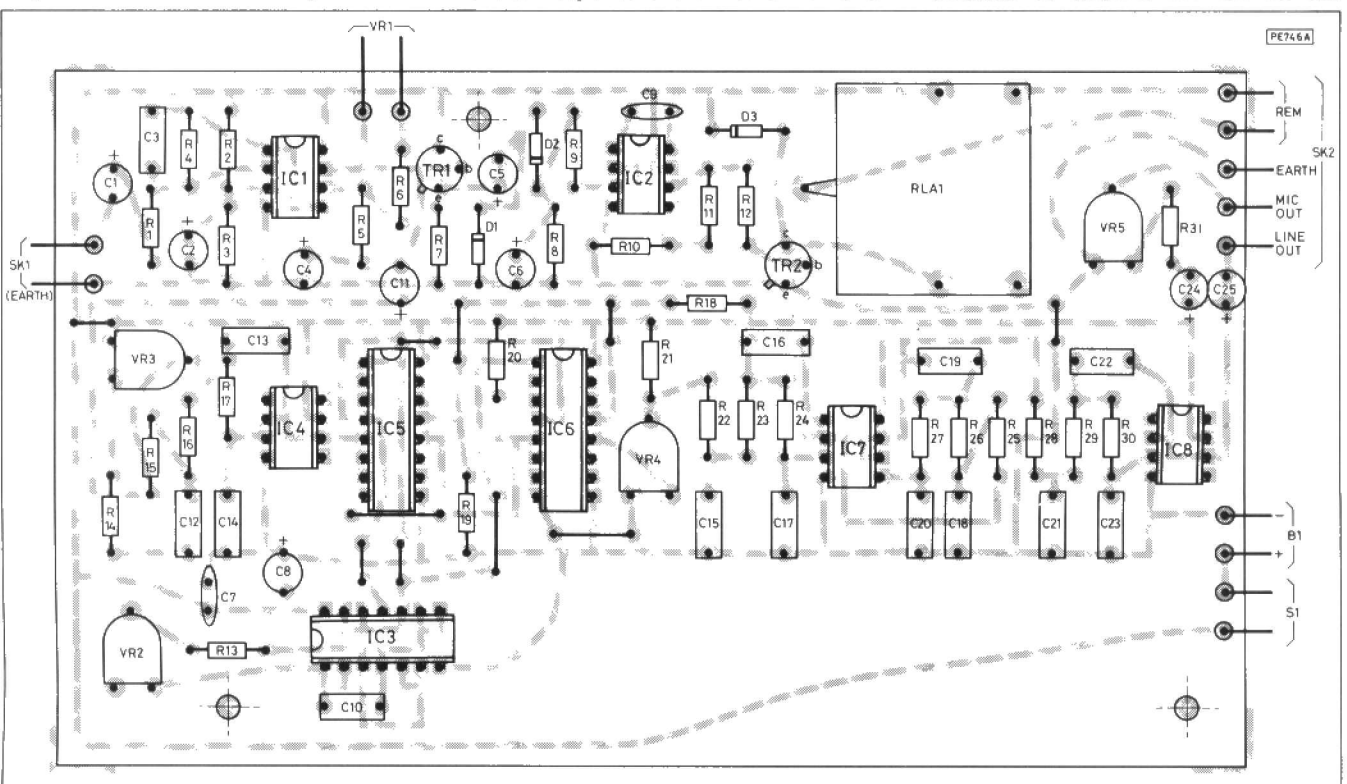 VR1
PE746A
C3
R4
R2
IC1
R6
c
TR1
b
e
C5
+
D2
R9
C9
IC2
D3
R11
R12
RLA1
REM
SK2
EARTH
MIC OUT
LINE OUT
+
C1
R1
C2
+
R3
+
C4
R5
C11
+
R7
D1
+
C6
R8
R10
c
TR2
b
e
VR5
R31
C24
+
C25
+
SK1
(EARTH)
R18
VR3
C13
R17
R20
R21
C16
C19
C22
IC4
IC5
IC6
VR4
R22
R23
R24
IC7
R27
R26
R25
R28
R29
R30
IC8
R16
R15
R14
C12
C14
R19
C15
C17
C20
C18
C21
C23
−
B1
+
+
C8
C7
S1
VR2
R13
IC3
C10